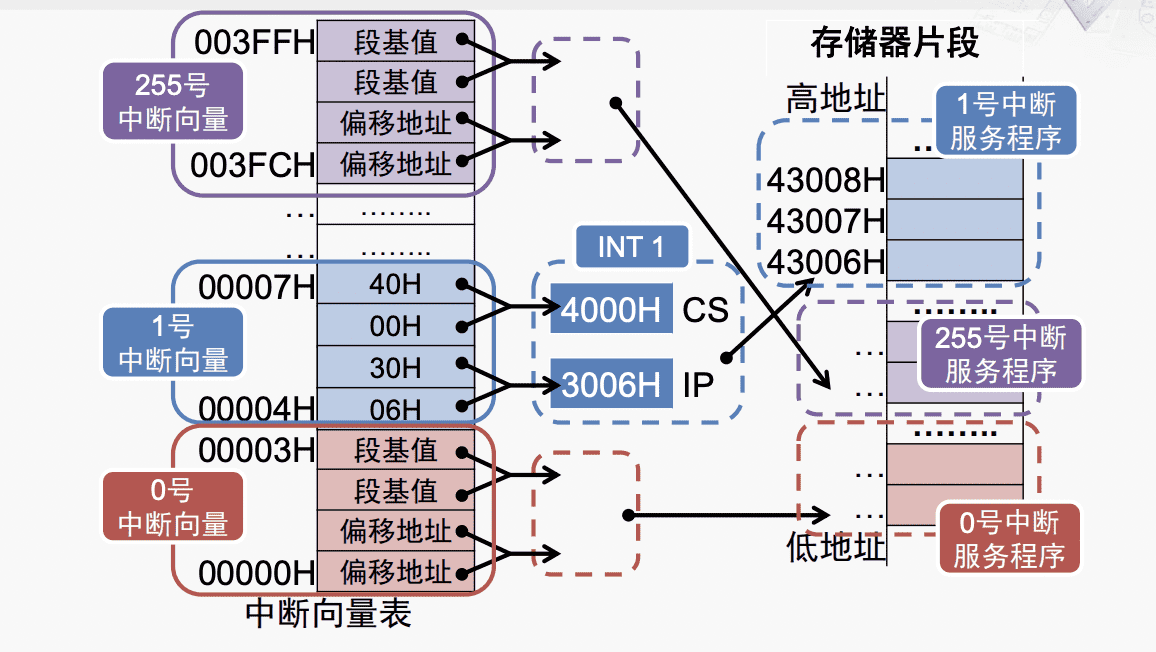 003FFH
段基值
段基值
偏移地址
003FCH
偏移地址
255号
中断向量
...
........
...
........
00007H
40H
00H
30H
00004H
06H
1号
中断向量
00003H
段基值
段基值
偏移地址
00000H
偏移地址
0号
中断向量
中断向量表
INT 1
4000H CS
3006H IP
存储器片段
高地址
1号中断
服务程序
..
43008H
43007H
43006H
........
...
...
255号中断
服务程序
........
...
...
0号中断
服务程序
低地址